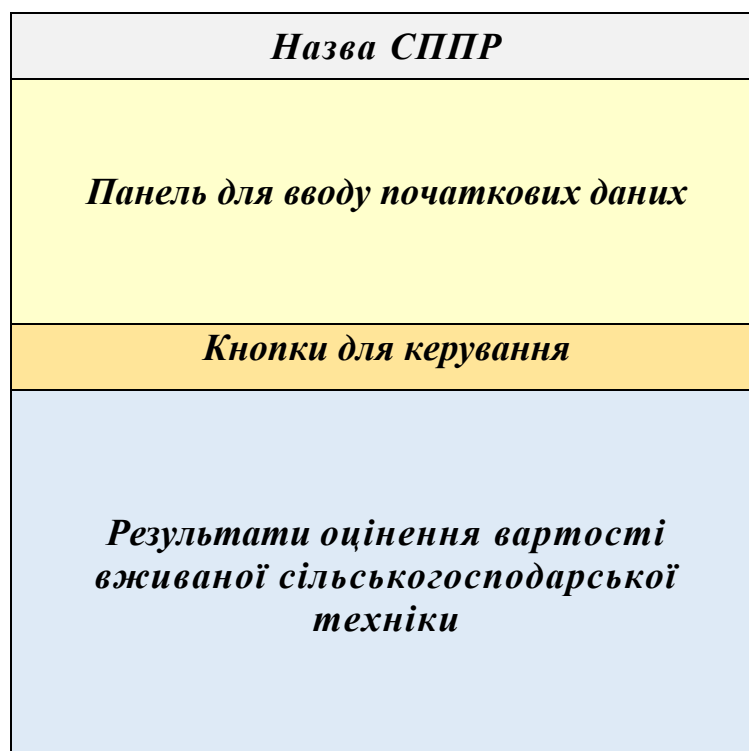 Назва СППР
Панель для вводу початкових даних
Кнопки для керування
Результати оцінення вартості
вживаної сільськогосподарської
техніки